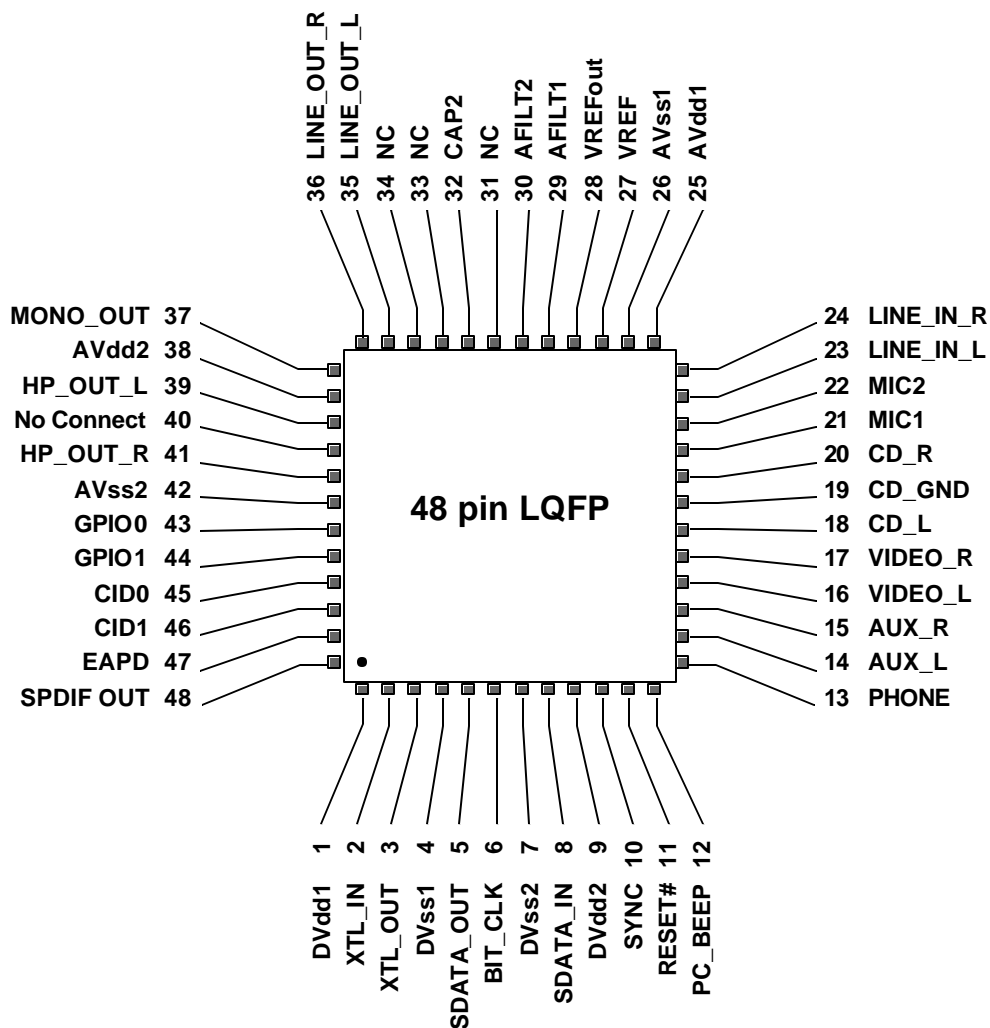 36 LINE_OUT_R
35 LINE_OUT_L
34 NC
33 NC
32 CAP2
31 NC
30 AFILT2
29 AFILT1
28 VREFout
27 VREF
26 AVss1
25 AVdd1
MONO_OUT 37
AVdd2 38
HP_OUT_L 39
No Connect 40
HP_OUT_R 41
AVss2 42
GPIO0 43
GPIO1 44
CID0 45
CID1 46
EAPD 47
SPDIF OUT 48
48 pin LQFP
24 LINE_IN_R
23 LINE_IN_L
22 MIC2
21 MIC1
20 CD_R
19 CD_GND
18 CD_L
17 VIDEO_R
16 VIDEO_L
15 AUX_R
14 AUX_L
13 PHONE
DVdd1 1
XTL_IN 2
XTL_OUT 3
DVss1 4
SDATA_OUT 5
BIT_CLK 6
DVss2 7
SDATA_IN 8
DVdd2 9
SYNC 10
RESET# 11
PC_BEEP 12